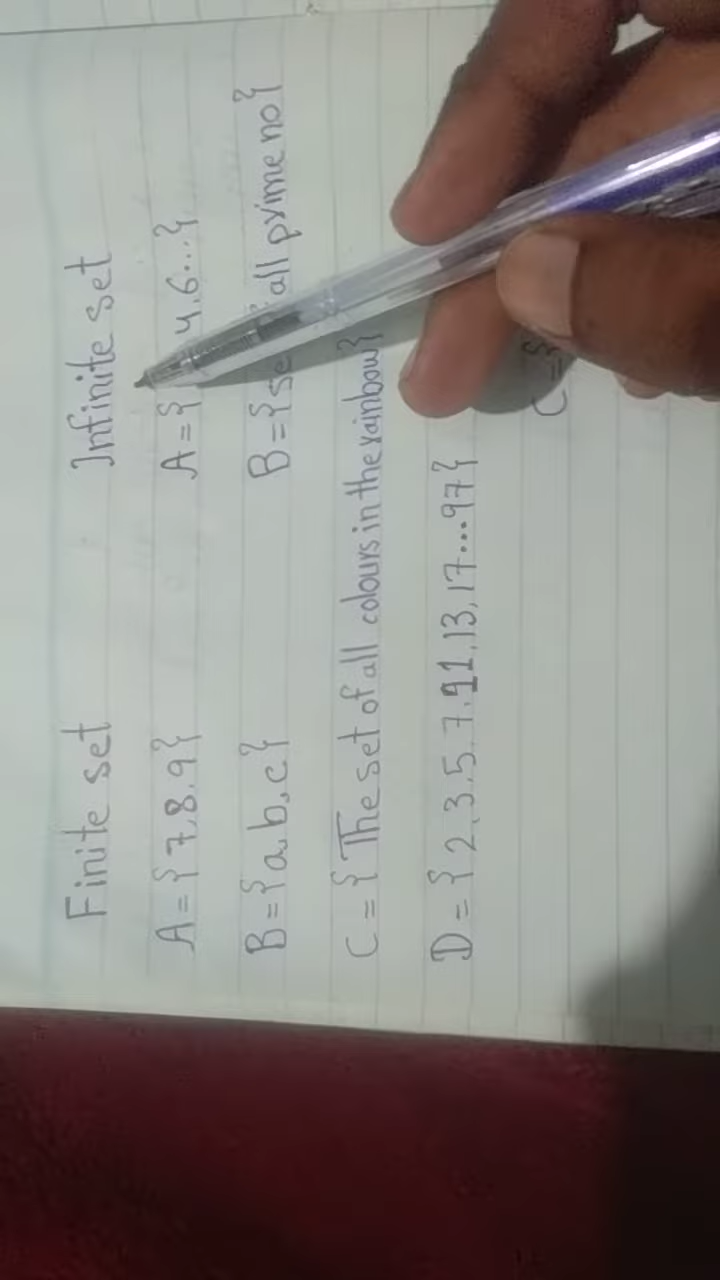 Finite set Infinite set
A = { 7, 8, 9 } A = { 4, 6 ... }
B = { a, b, c } B = { all prime no }
C = { The set of all colours in the rainbow }
D = { 2, 3, 5, 7, 11, 13, 17 ... 97 }
C = {